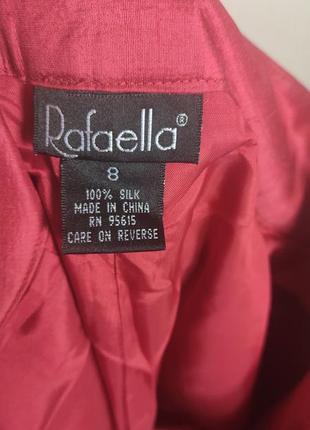 Rafaella®
8
100% SILK
MADE IN CHINA
RN 95615
CARE ON REVERSE